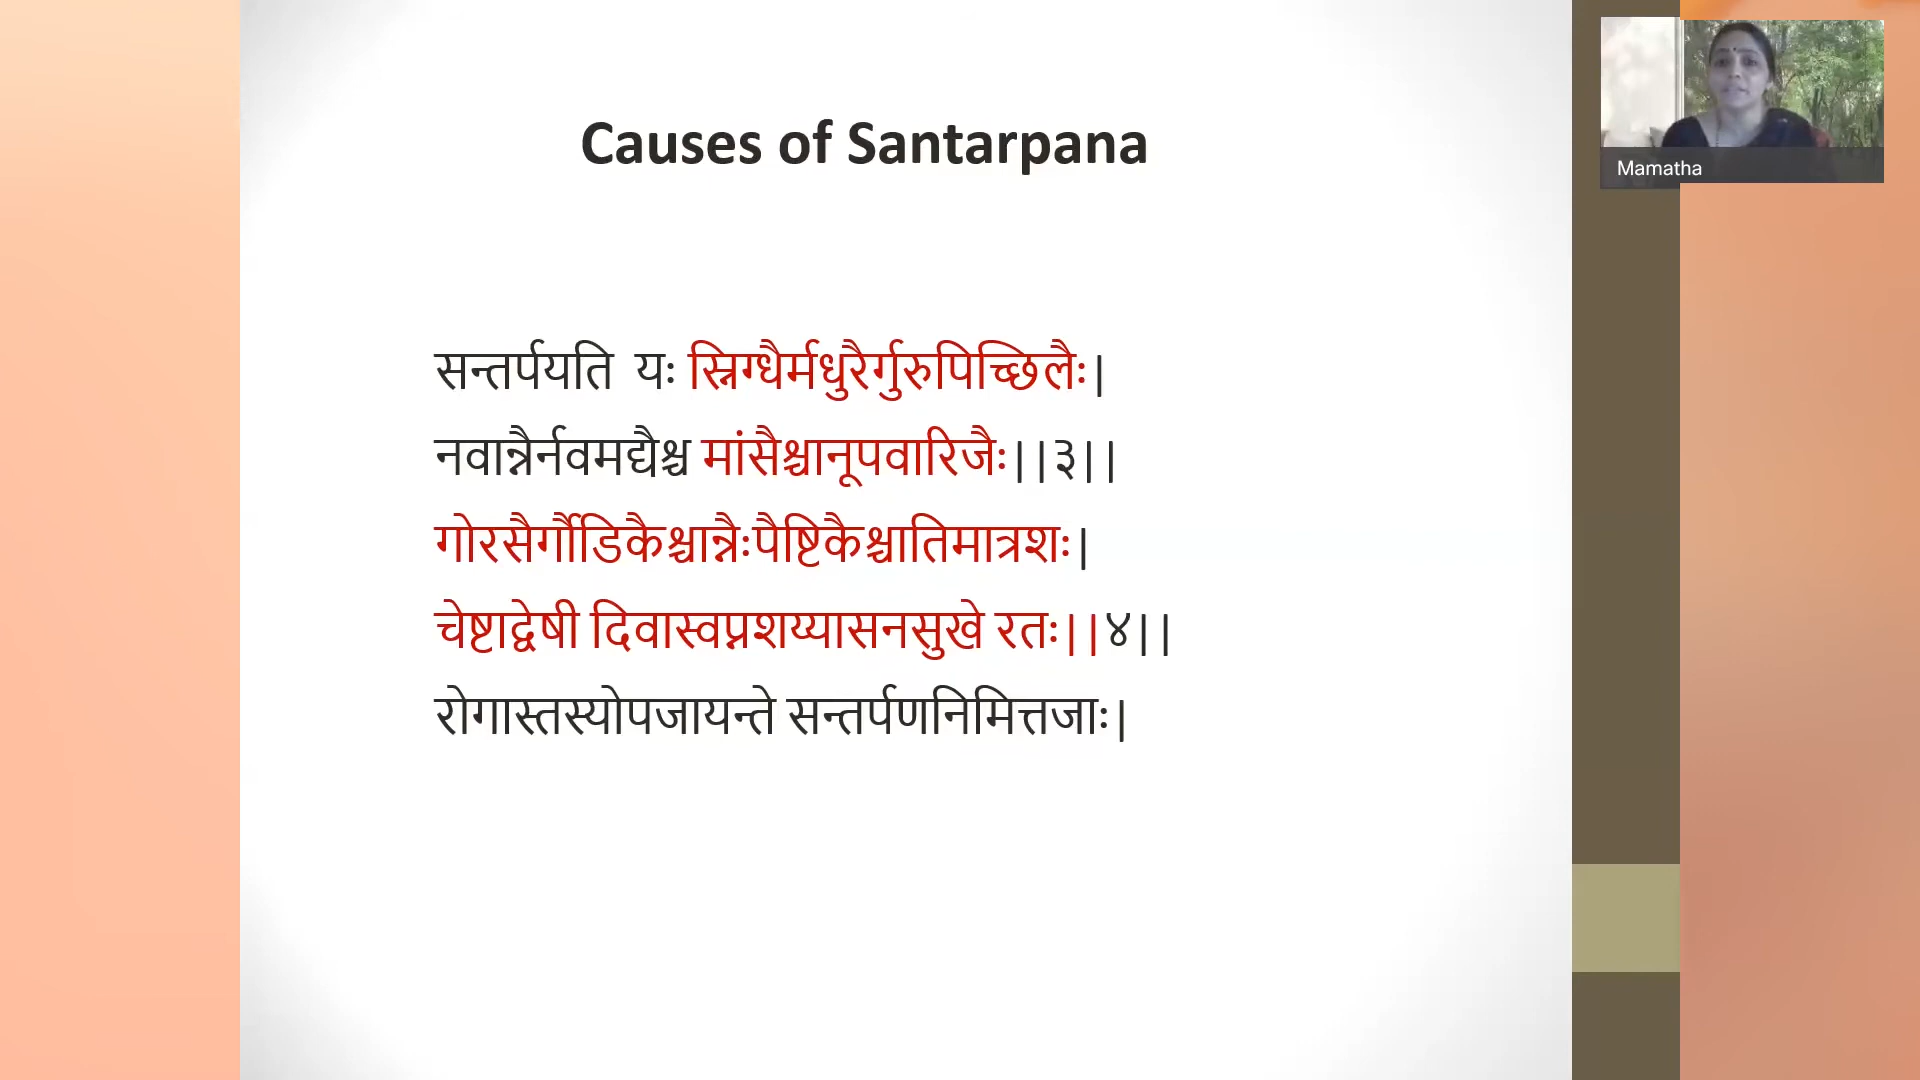 Causes of Santarpana
Mamatha
सन्तर्पयति यः स्निग्धैर्मधुरैर्गुरुपिच्छिलैः|
नवान्नैर्नवमद्यैश्च मांसैश्चानूपवारिजैः||३||
गोरसैर्गौडिकैश्चान्नैःपैष्टिकैश्चातिमात्रशः|
चेष्टाद्वेषी दिवास्वप्नशय्यासनसुखे रतः||४||
रोगास्तस्योपजायन्ते सन्तर्पणनिमित्तजाः|